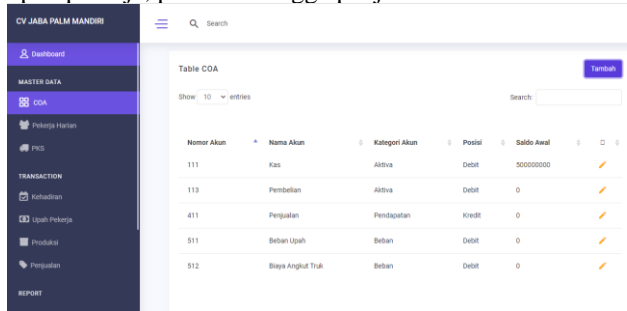 CV JABA PALM MANDIRI
Search
Dashboard
MASTER DATA
COA
Pekerja Harian
PKS
TRANSACTION
Kehadiran
Upah Pekerja
Produksi
Penjualan
REPORT
Table COA
Tambah
Show 10 entries
Search:
Nomor Akun Nama Akun Kategori Akun Posisi Saldo Awal
111 Kas Aktiva Debit 500000000
113 Pembelian Aktiva Debit 0
411 Penjualan Pendapatan Kredit 0
511 Beban Upah Beban Debit 0
512 Biaya Angkut Truk Beban Debit 0